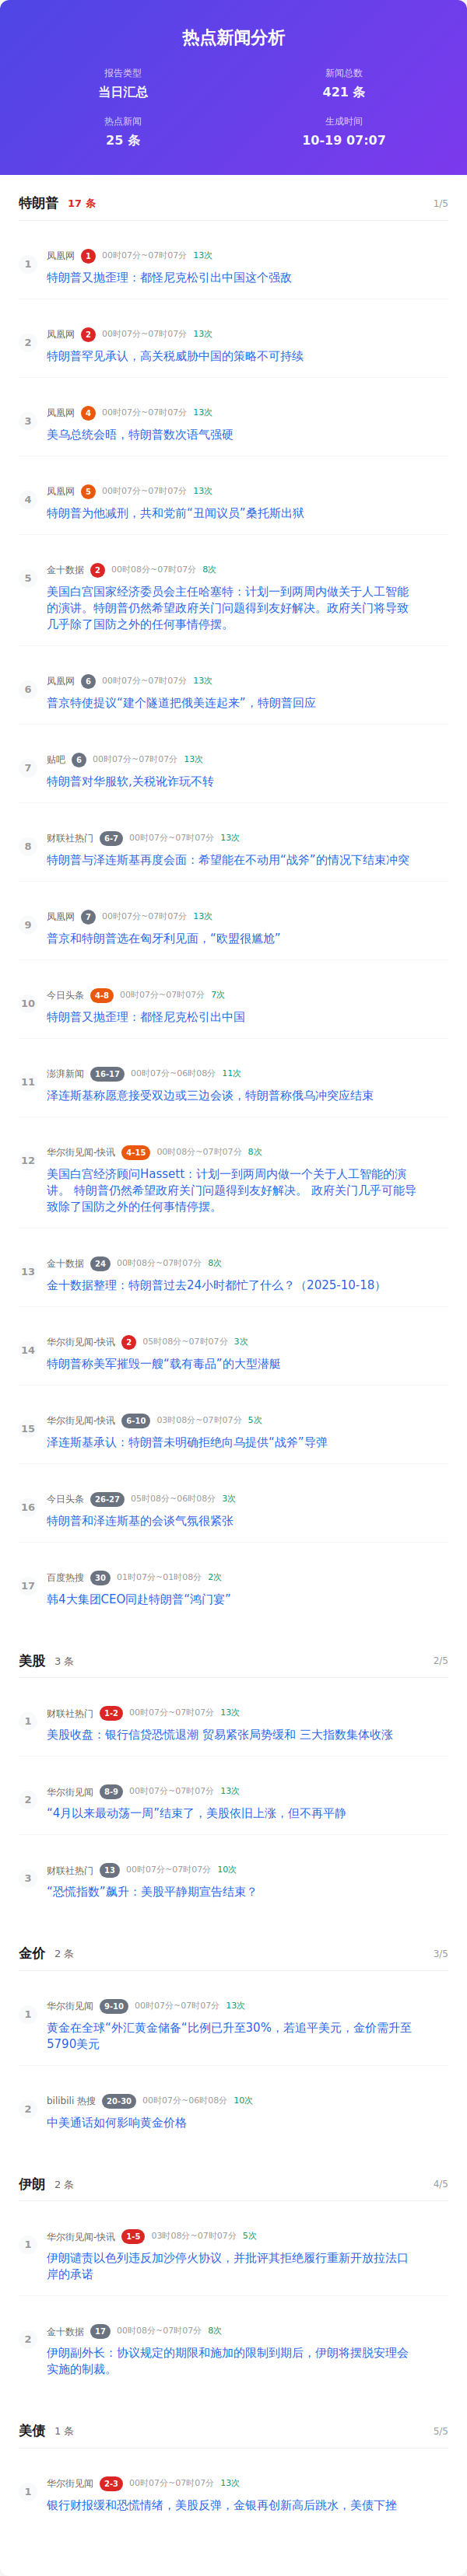 热点新闻分析
报告类型 新闻总数
当日汇总 421 条
热点新闻 生成时间
25 条 10-19 07:07
特朗普 17 条 1/5
1 凤凰网 1 00时07分~07时07分 13次
特朗普又抛歪理：都怪尼克松引出中国这个强敌
2 凤凰网 2 00时07分~07时07分 13次
特朗普罕见承认，高关税威胁中国的策略不可持续
3 凤凰网 4 00时07分~07时07分 13次
美乌总统会晤，特朗普数次语气强硬
4 凤凰网 5 00时07分~07时07分 13次
特朗普为他减刑，共和党前“丑闻议员”桑托斯出狱
5 金十数据 2 00时08分~07时07分 8次
美国白宫国家经济委员会主任哈塞特：计划一到两周内做关于人工智能
的演讲。特朗普仍然希望政府关门问题得到友好解决。政府关门将导致
几乎除了国防之外的任何事情停摆。
6 凤凰网 6 00时07分~07时07分 13次
普京特使提议“建个隧道把俄美连起来”，特朗普回应
7 贴吧 6 00时07分~07时07分 13次
特朗普对华服软,关税讹诈玩不转
8 财联社热门 6-7 00时07分~07时07分 13次
特朗普与泽连斯基再度会面：希望能在不动用“战斧”的情况下结束冲突
9 凤凰网 7 00时07分~07时07分 13次
普京和特朗普选在匈牙利见面，“欧盟很尴尬”
10 今日头条 4-8 00时07分~07时07分 7次
特朗普又抛歪理：都怪尼克松引出中国
11 澎湃新闻 16-17 00时07分~06时08分 11次
泽连斯基称愿意接受双边或三边会谈，特朗普称俄乌冲突应结束
12 华尔街见闻-快讯 4-15 00时08分~07时07分 8次
美国白宫经济顾问Hassett：计划一到两周内做一个关于人工智能的演
讲。 特朗普仍然希望政府关门问题得到友好解决。 政府关门几乎可能导
致除了国防之外的任何事情停摆。
13 金十数据 24 00时08分~07时07分 8次
金十数据整理：特朗普过去24小时都忙了什么？（2025-10-18）
14 华尔街见闻-快讯 2 05时08分~07时07分 3次
特朗普称美军摧毁一艘“载有毒品”的大型潜艇
15 华尔街见闻-快讯 6-10 03时08分~07时07分 5次
泽连斯基承认：特朗普未明确拒绝向乌提供“战斧”导弹
16 今日头条 26-27 05时08分~06时08分 3次
特朗普和泽连斯基的会谈气氛很紧张
17 百度热搜 30 01时07分~01时08分 2次
韩4大集团CEO同赴特朗普“鸿门宴”
美股 3 条 2/5
1 财联社热门 1-2 00时07分~07时07分 13次
美股收盘：银行信贷恐慌退潮 贸易紧张局势缓和 三大指数集体收涨
2 华尔街见闻 8-9 00时07分~07时07分 13次
“4月以来最动荡一周”结束了，美股依旧上涨，但不再平静
3 财联社热门 13 00时07分~07时07分 10次
“恐慌指数”飙升：美股平静期宣告结束？
金价 2 条 3/5
1 华尔街见闻 9-10 00时07分~07时07分 13次
黄金在全球“外汇黄金储备“比例已升至30%，若追平美元，金价需升至
5790美元
2 bilibili 热搜 20-30 00时07分~06时08分 10次
中美通话如何影响黄金价格
伊朗 2 条 4/5
1 华尔街见闻-快讯 1-5 03时08分~07时07分 5次
伊朗谴责以色列违反加沙停火协议，并批评其拒绝履行重新开放拉法口
岸的承诺
2 金十数据 17 00时08分~07时07分 8次
伊朗副外长：协议规定的期限和施加的限制到期后，伊朗将摆脱安理会
实施的制裁。
美债 1 条 5/5
1 华尔街见闻 2-3 00时07分~07时07分 13次
银行财报缓和恐慌情绪，美股反弹，金银再创新高后跳水，美债下挫